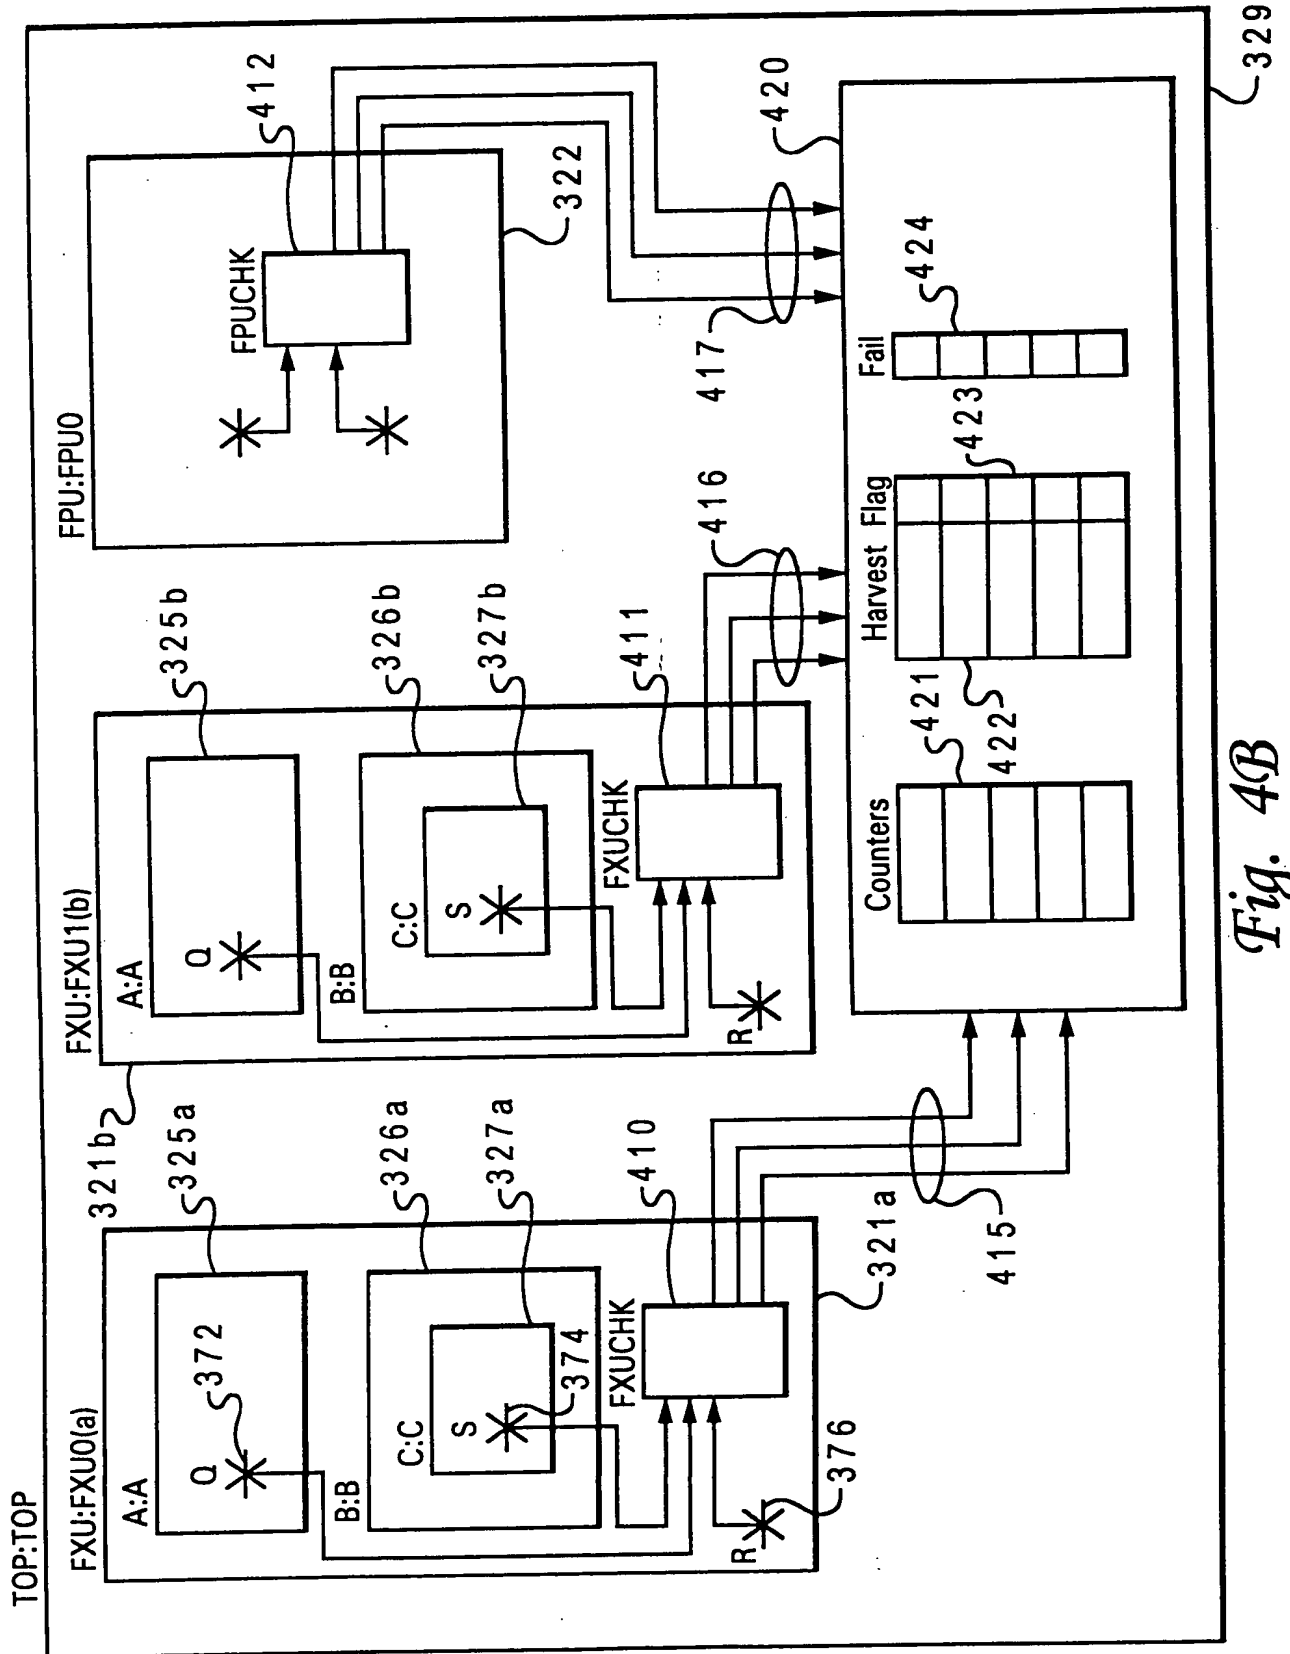 TOP:TOP
FXU:FXU0(a)
A:A
Q
372
325a
B:B
C:C
S
374
326a
327a
FXUCHK
410
R
376
321a
415
321b
FXU:FXU1(b)
A:A
Q
325b
B:B
C:C
S
326b
327b
FXUCHK
411
R
416
FPU:FPU0
FPUCHK
412
322
417
420
Counters
421
Harvest Flag
422
423
Fail
424
329
Fig. 4B